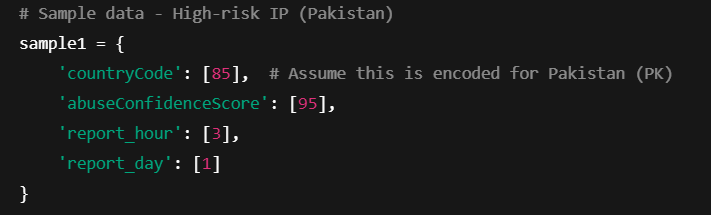 # Sample data - High-risk IP (Pakistan)
sample1 = {
    'countryCode': [85],  # Assume this is encoded for Pakistan (PK)
    'abuseConfidenceScore': [95],
    'report_hour': [3],
    'report_day': [1]
}